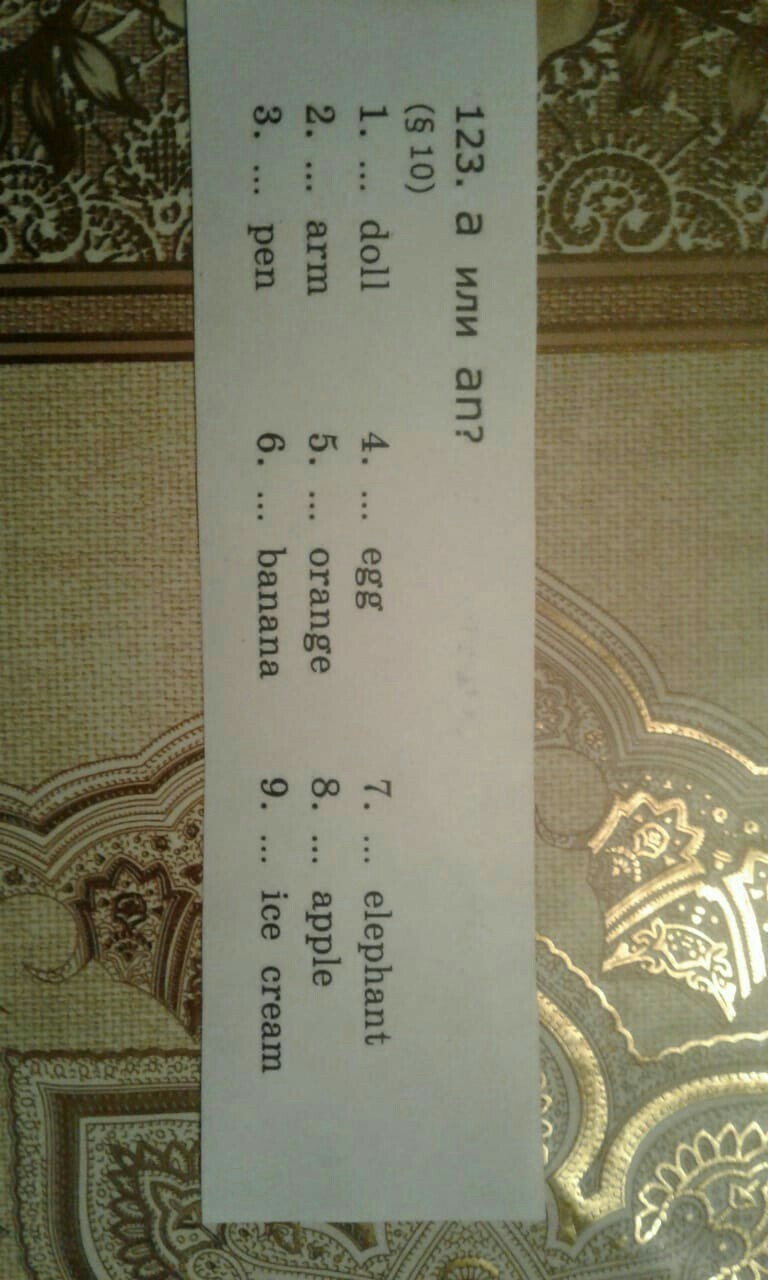 123. а или an?
(§ 10)
1. ... doll 4. ... egg 7. ... elephant
2. ... arm 5. ... orange 8. ... apple
3. ... pen 6. ... banana 9. ... ice cream